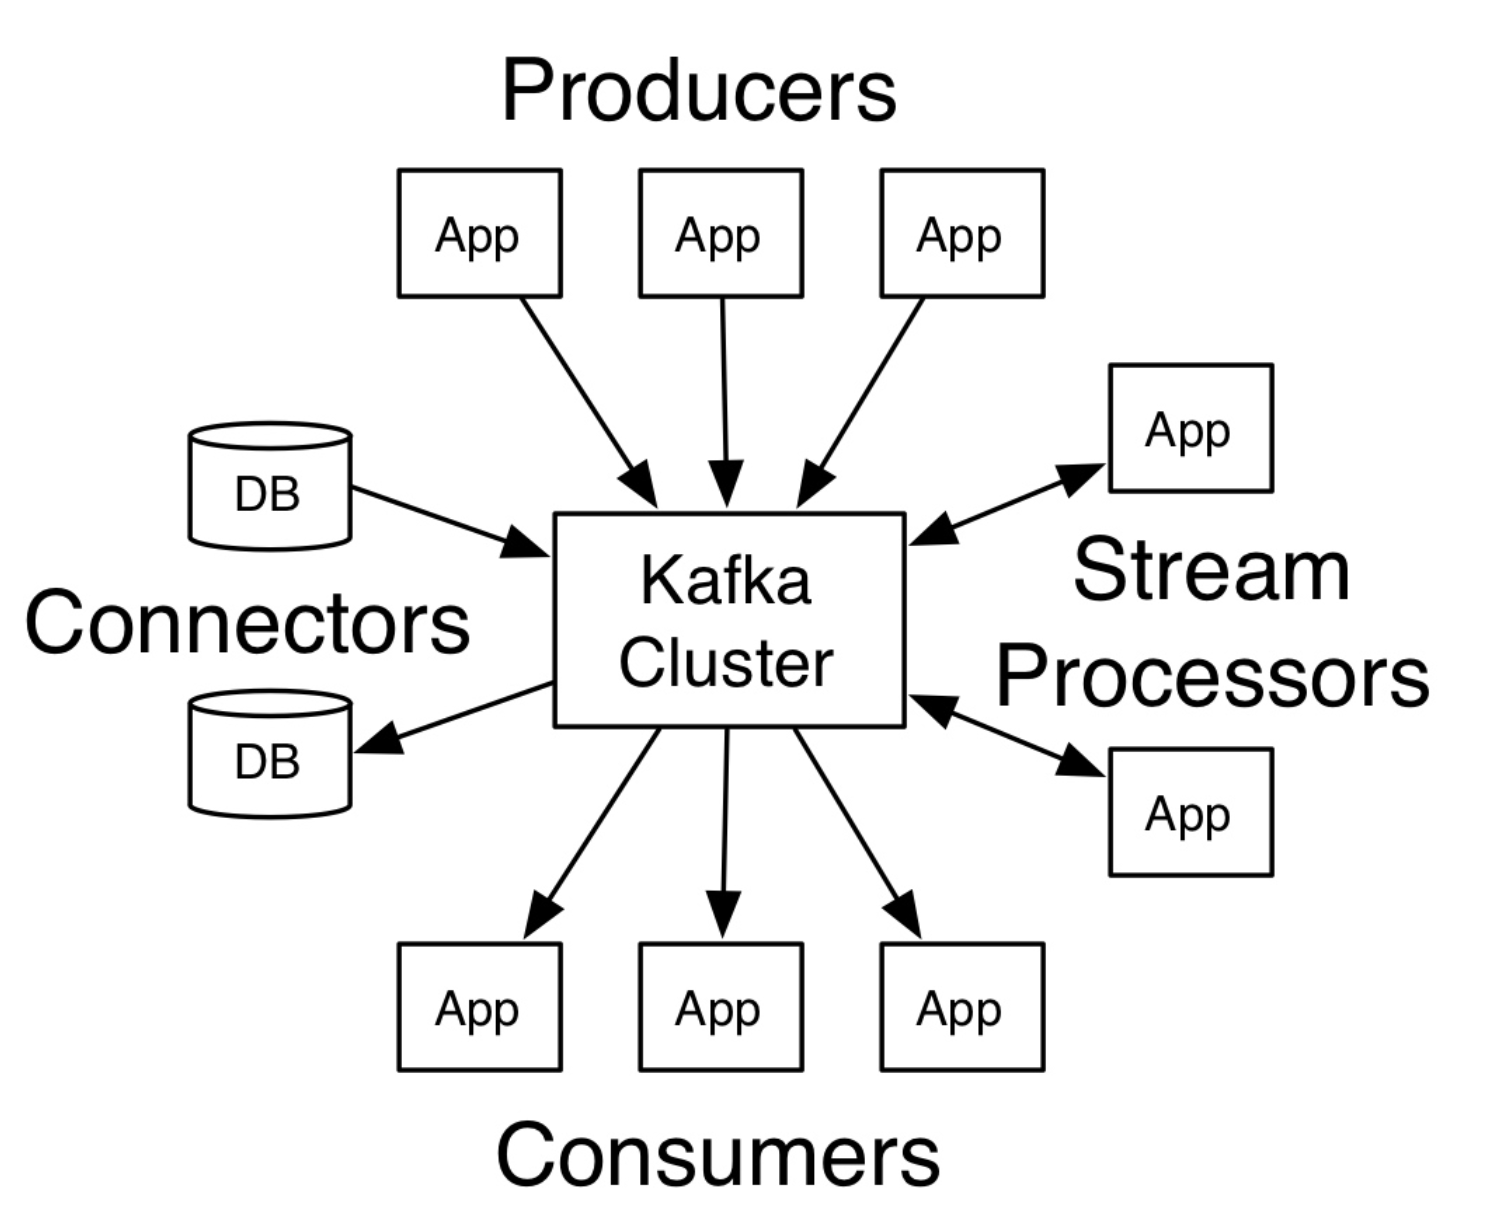 Producers
App
App
App
App
DB
Stream
Processors
Kafka
Cluster
Connectors
DB
App
App
App
App
Consumers